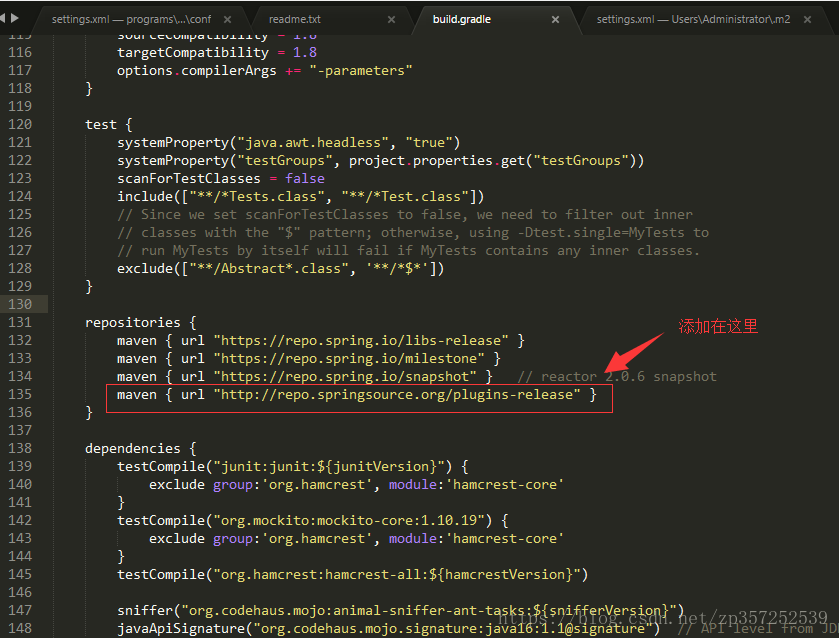 settings.xml — programs\...\conf × readme.txt × build.gradle × settings.xml — Users\Administrator\.m2 ×
115 sourceCompatibility = 1.8
116 targetCompatibility = 1.8
117 options.compilerArgs += "-parameters"
118 }
119
120 test {
121 systemProperty("java.awt.headless", "true")
122 systemProperty("testGroups", project.properties.get("testGroups"))
123 scanForTestClasses = false
124 include(["**/*Tests.class", "**/*Test.class"])
125 // Since we set scanForTestClasses to false, we need to filter out inner
126 // classes with the "$" pattern; otherwise, using -Dtest.single=MyTests to
127 // run MyTests by itself will fail if MyTests contains any inner classes.
128 exclude(["**/Abstract*.class", '**/*$*'])
129 }
130
131 repositories {
132 maven { url "https://repo.spring.io/libs-release" }
133 maven { url "https://repo.spring.io/milestone" }
134 maven { url "https://repo.spring.io/snapshot" } // reactor 2.0.6 snapshot
135 maven { url "http://repo.springsource.org/plugins-release" }
136 }
添加在这里
137
138 dependencies {
139 testCompile("junit:junit:${junitVersion}") {
140 exclude group:'org.hamcrest', module:'hamcrest-core'
141 }
142 testCompile("org.mockito:mockito-core:1.10.19") {
143 exclude group:'org.hamcrest', module:'hamcrest-core'
144 }
145 testCompile("org.hamcrest:hamcrest-all:${hamcrestVersion}")
146
147 sniffer("org.codehaus.mojo:animal-sniffer-ant-tasks:${snifferVersion}")
148 javaApiSignature("org.codehaus.mojo.signature:java16:1.1@signature") // API level from JD
https://blog.csdn.net/zp357252539